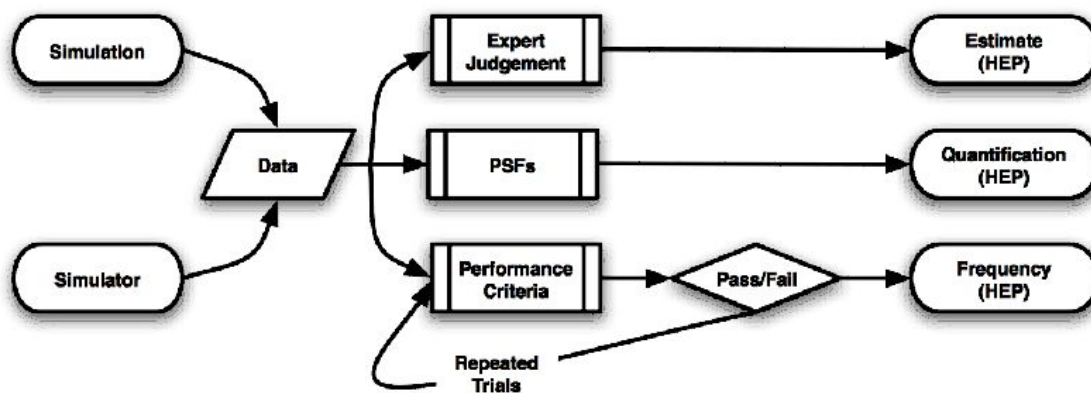 Simulation
Expert
Judgement
Estimate
(HEP)
Data
PSFs
Quantification
(HEP)
Simulator
Performance
Criteria
Pass/Fail
Frequency
(HEP)
Repeated
Trials